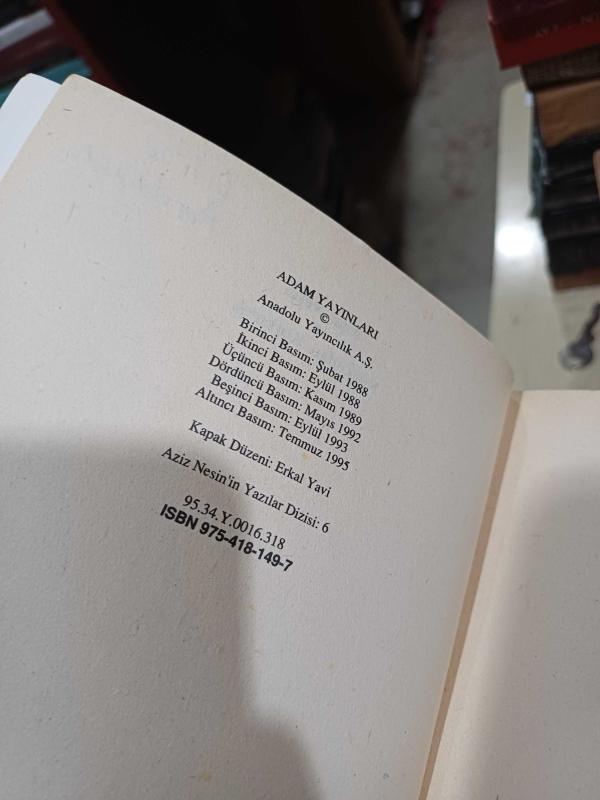 ADAM YAYINLARI
©
Anadolu Yayıncılık A.Ş.
Birinci Basım: Şubat 1988
İkinci Basım: Eylül 1988
Üçüncü Basım: Kasım 1989
Dördüncü Basım: Mayıs 1992
Beşinci Basım: Eylül 1993
Altıncı Basım: Temmuz 1995
Kapak Düzeni: Erkal Yavi
Aziz Nesin'in Yazılar Dizisi: 6
95.34.Y.0016.318
ISBN 975-418-149-7